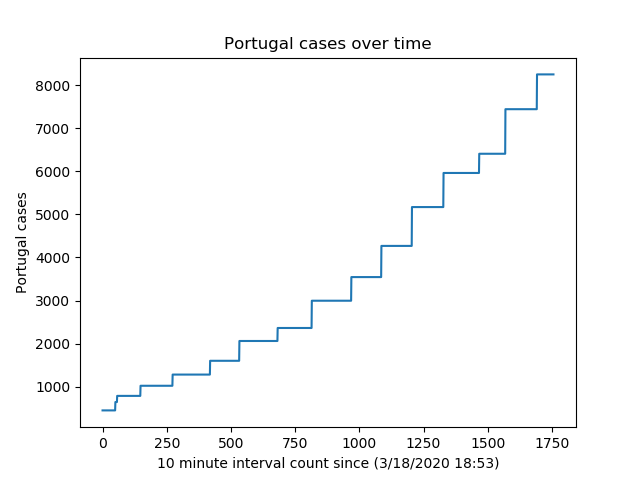 Portugal cases over time
8000
7000
6000
5000
4000
3000
2000
1000
Portugal cases
0 250 500 750 1000 1250 1500 1750
10 minute interval count since (3/18/2020 18:53)